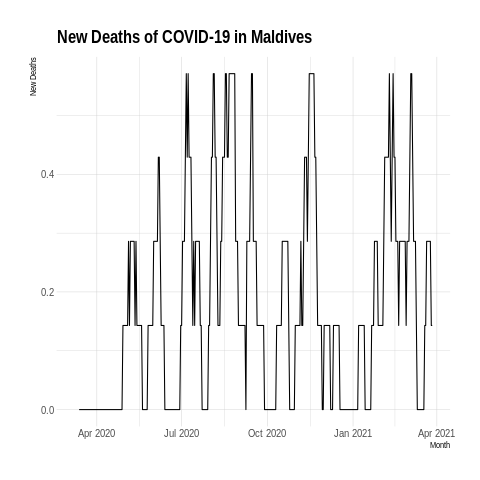 New Deaths of COVID-19 in Maldives
New Deaths
0.4
0.2
0.0
Apr 2020 Jul 2020 Oct 2020 Jan 2021 Apr 2021
Month